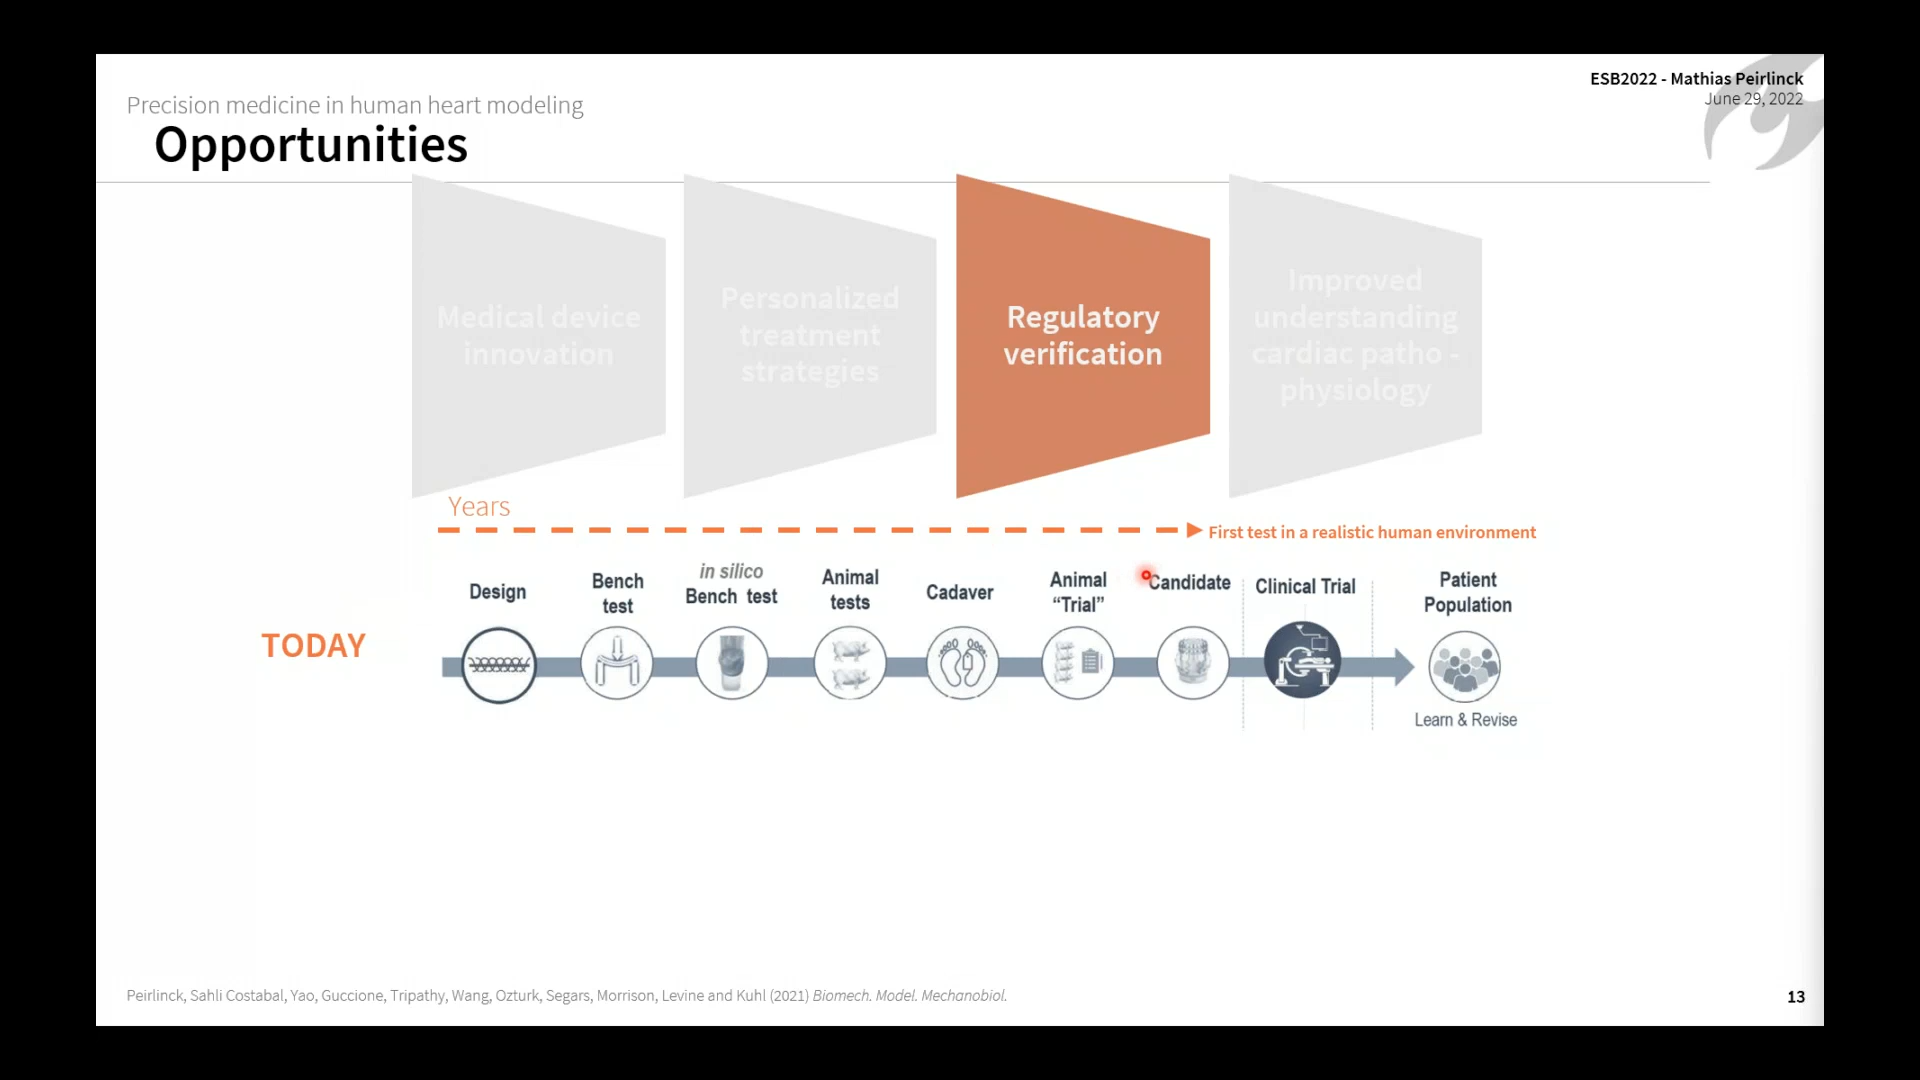 ESB2022 - Mathias Peirlinck
June 29, 2022
Precision medicine in human heart modeling
Opportunities
Medical device
innovation
Personalized
treatment
strategies
Regulatory
verification
Improved
understanding
cardiac patho -
physiology
Years
First test in a realistic human environment
Design
Bench
test
in silico
Bench test
Animal
tests
Cadaver
Animal
“Trial”
Candidate
Clinical Trial
Patient
Population
TODAY
Learn & Revise
Peirlinck, Sahli Costabal, Yao, Guccione, Tripathy, Wang, Ozturk, Segars, Morrison, Levine and Kuhl (2021) Biomech. Model. Mechanobiol.
13